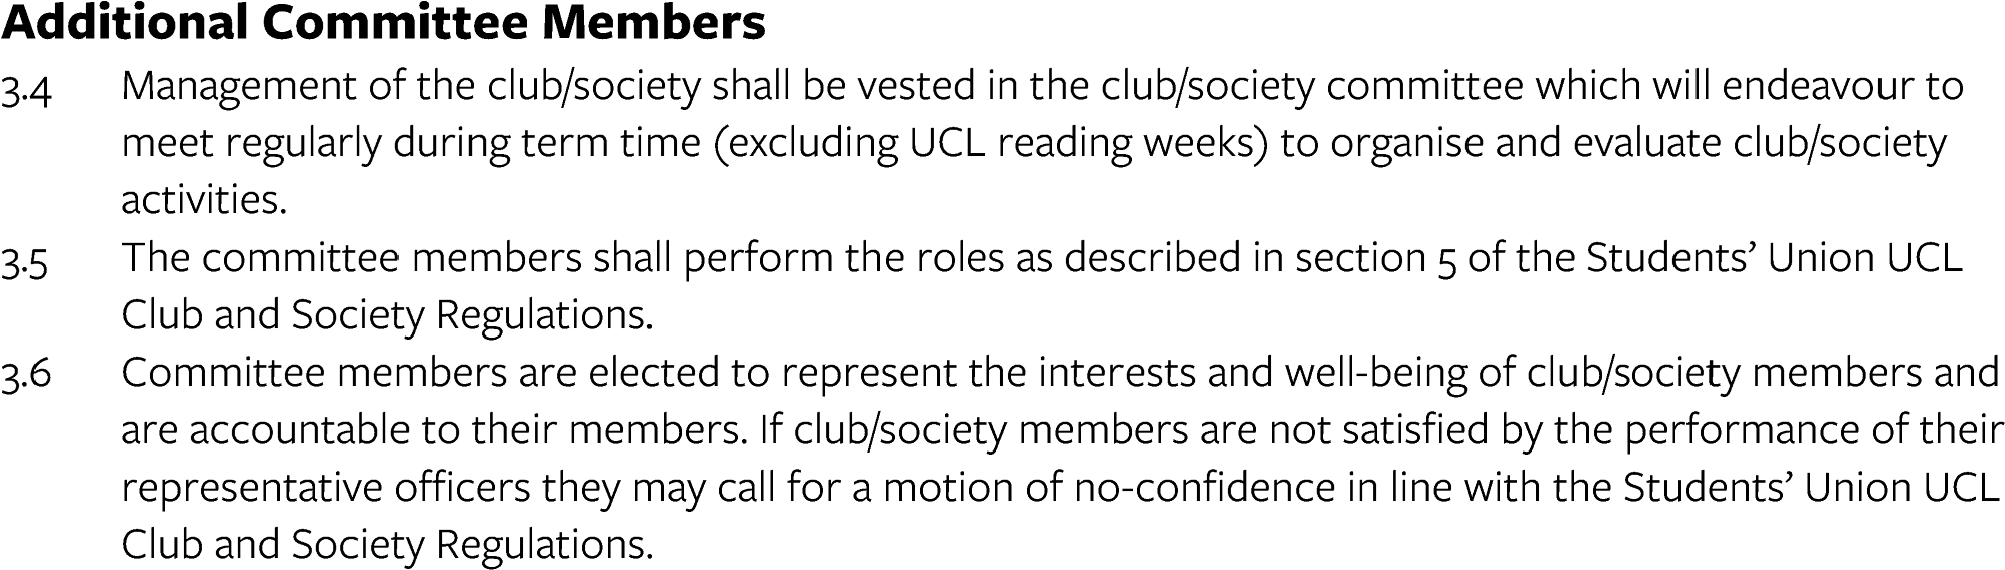 Additional Committee Members
3.4 Management of the club/society shall be vested in the club/society committee which will endeavour to
meet regularly during term time (excluding UCL reading weeks) to organise and evaluate club/society
activities.
3.5 The committee members shall perform the roles as described in section 5 of the Students’ Union UCL
Club and Society Regulations.
3.6 Committee members are elected to represent the interests and well-being of club/society members and
are accountable to their members. If club/society members are not satisfied by the performance of their
representative officers they may call for a motion of no-confidence in line with the Students’ Union UCL
Club and Society Regulations.